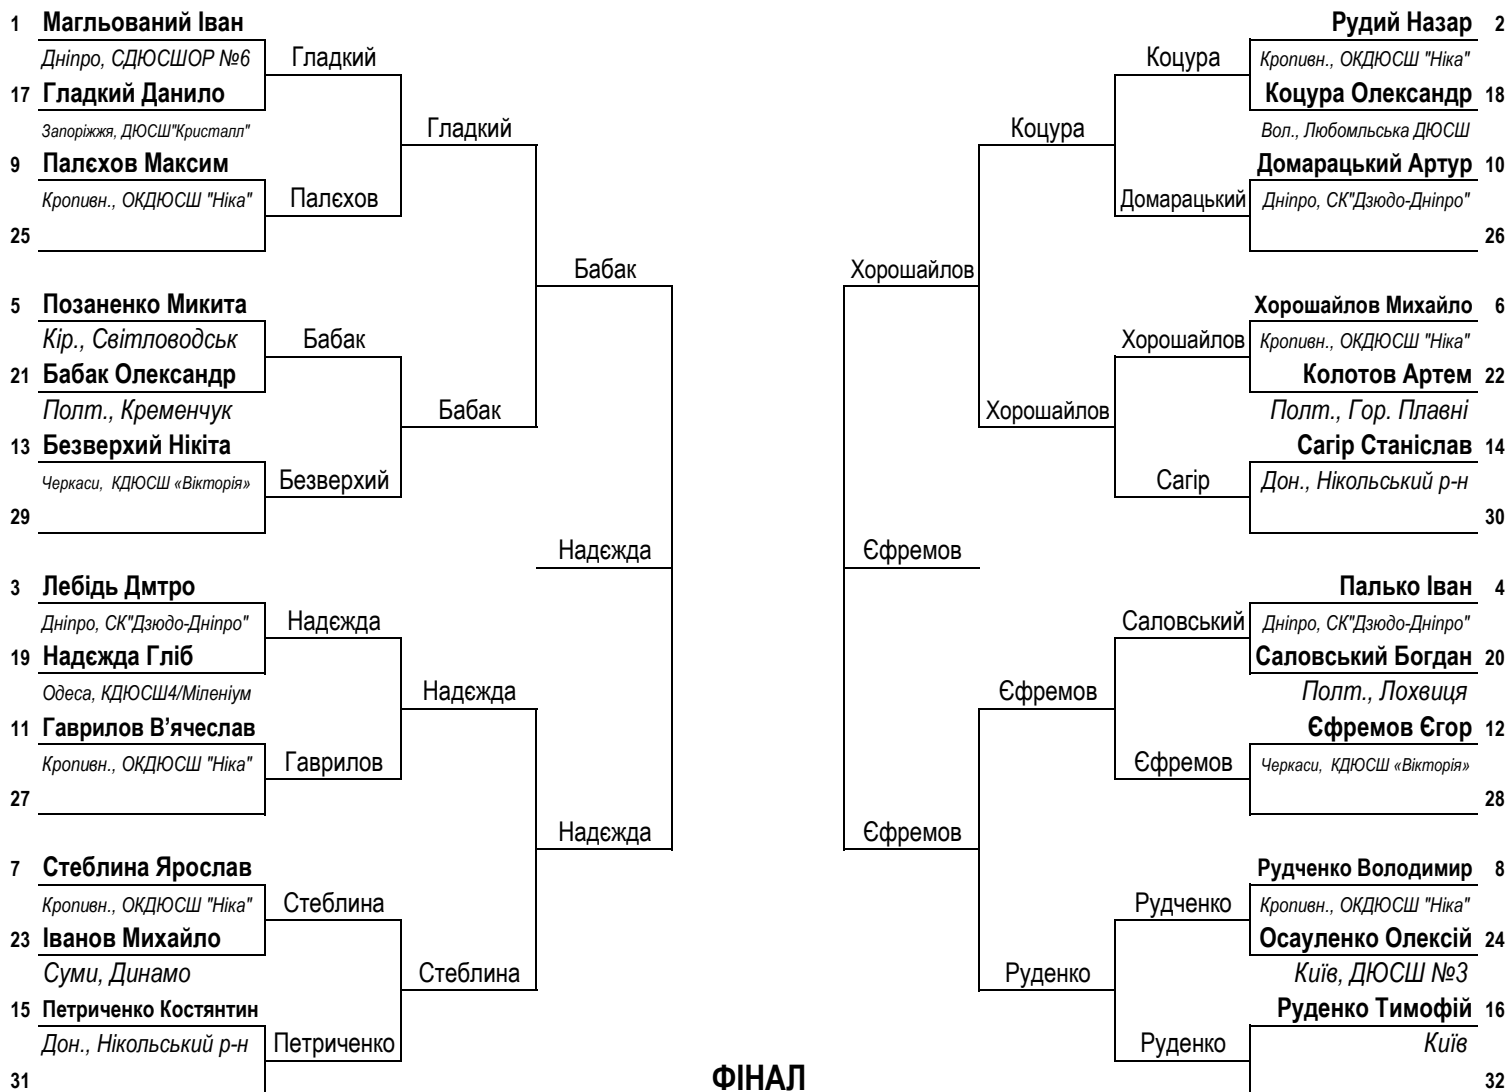 1 Магльований Іван
Дніпро, СДЮСШОР №6
Гладкий
17 Гладкий Данило
Запоріжжя, ДЮСШ"Кристалл"
Гладкий
9 Палєхов Максим
Кропивн., ОКДЮСШ "Ніка"
Палєхов
25
Бабак
5 Позаненко Микита
Кір., Світловодськ
Бабак
21 Бабак Олександр
Полт., Кременчук
Бабак
13 Безверхий Нікіта
Черкаси, КДЮСШ «Вікторія»
Безверхий
29
Надєжда
3 Лебідь Дмтро
Дніпро, СК"Дзюдо-Дніпро"
Надєжда
19 Надєжда Гліб
Одеса, КДЮСШ4/Міленіум
Надєжда
11 Гаврилов В’ячеслав
Кропивн., ОКДЮСШ "Ніка"
Гаврилов
27
Надєжда
7 Стеблина Ярослав
Кропивн., ОКДЮСШ "Ніка"
Стеблина
23 Іванов Михайло
Суми, Динамо
Стеблина
15 Петриченко Костянтин
Дон., Нікольський р-н
Петриченко
31
Рудий Назар 2
Коцура
Кропивн., ОКДЮСШ "Ніка"
Коцура Олександр 18
Коцура
Вол., Любомльська ДЮСШ
Домарацький Артур 10
Домарацький
Дніпро, СК"Дзюдо-Дніпро"
26
Хорошайлов
Хорошайлов Михайло 6
Хорошайлов
Кропивн., ОКДЮСШ "Ніка"
Колотов Артем 22
Хорошайлов
Полт., Гор. Плавні
Сагір Станіслав 14
Сагір
Дон., Нікольський р-н
30
Єфремов
Палько Іван 4
Саловський
Дніпро, СК"Дзюдо-Дніпро"
Саловський Богдан 20
Єфремов
Полт., Лохвиця
Єфремов Єгор 12
Єфремов
Черкаси, КДЮСШ «Вікторія»
28
Єфремов
Рудченко Володимир 8
Рудченко
Кропивн., ОКДЮСШ "Ніка"
Осауленко Олексій 24
Руденко
Київ, ДЮСШ №3
Руденко Тимофій 16
Руденко
Київ
32
ФІНАЛ